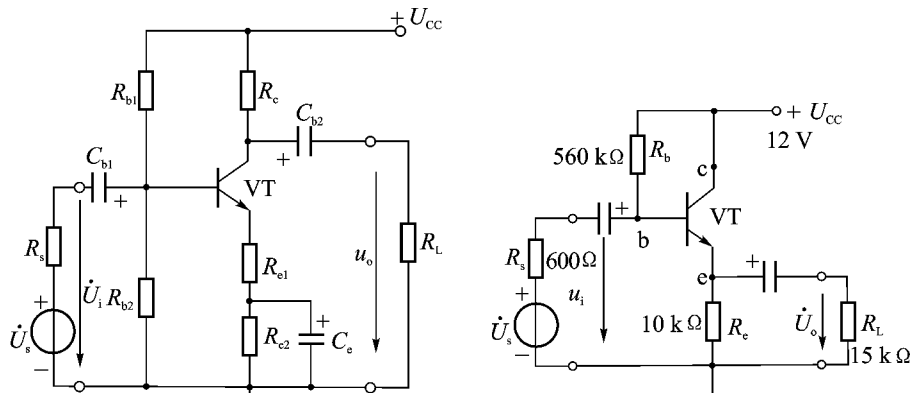 + U_CC
R_b1
R_c
C_b2
+
C_b1
+
VT
R_s
U̇_i
R_b2
R_e1
u_o
R_L
+
U̇_s
−
R_e2
+
C_e
+ U_CC
12 V
560 kΩ
R_b
c
VT
+
b
R_s
600Ω
e
+
u_i
+
U̇_s
−
10 kΩ
R_e
U̇_o
R_L
15 kΩ